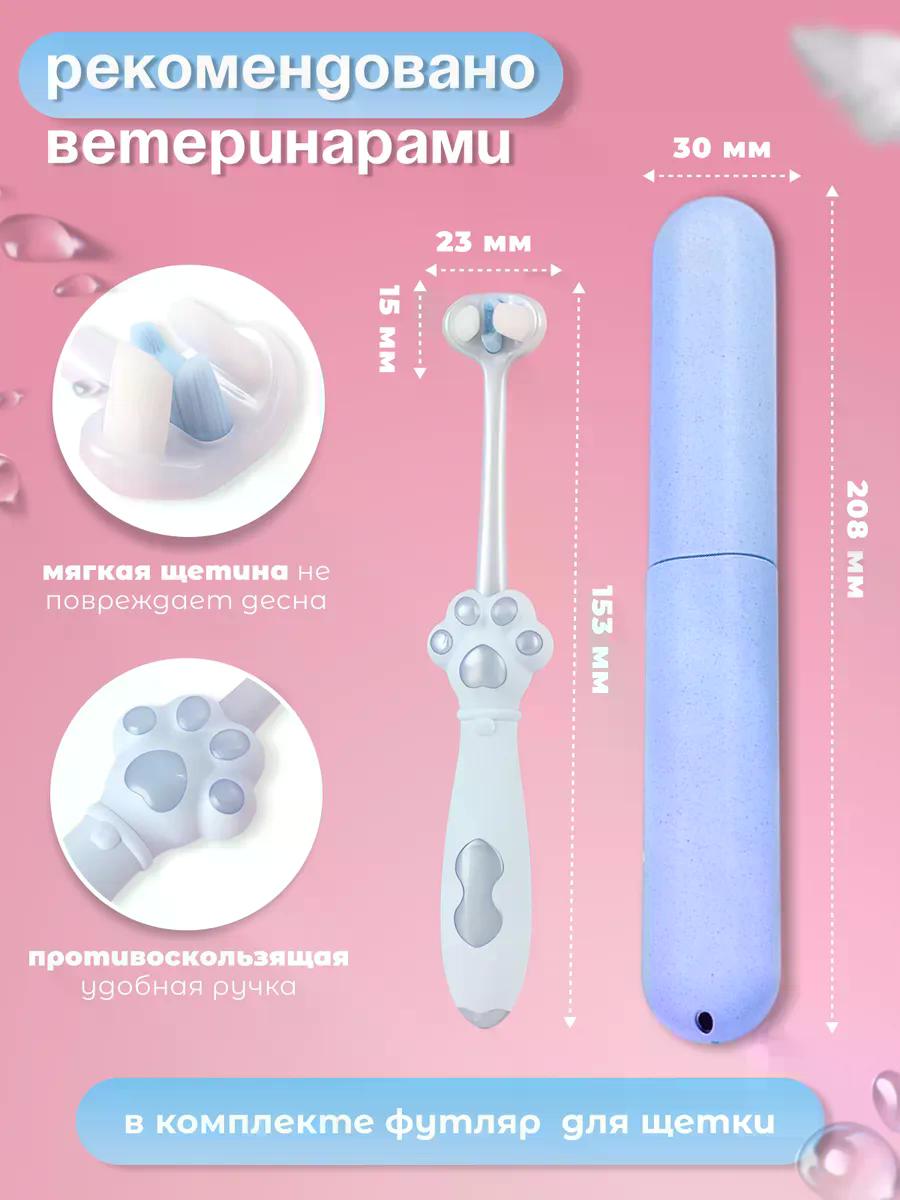 рекомендовано
ветеринарами
30 мм
23 мм
15 мм
208 мм
мягкая щетина не
повреждает десна
153 мм
противоскользящая
удобная ручка
в комплекте футляр для щетки